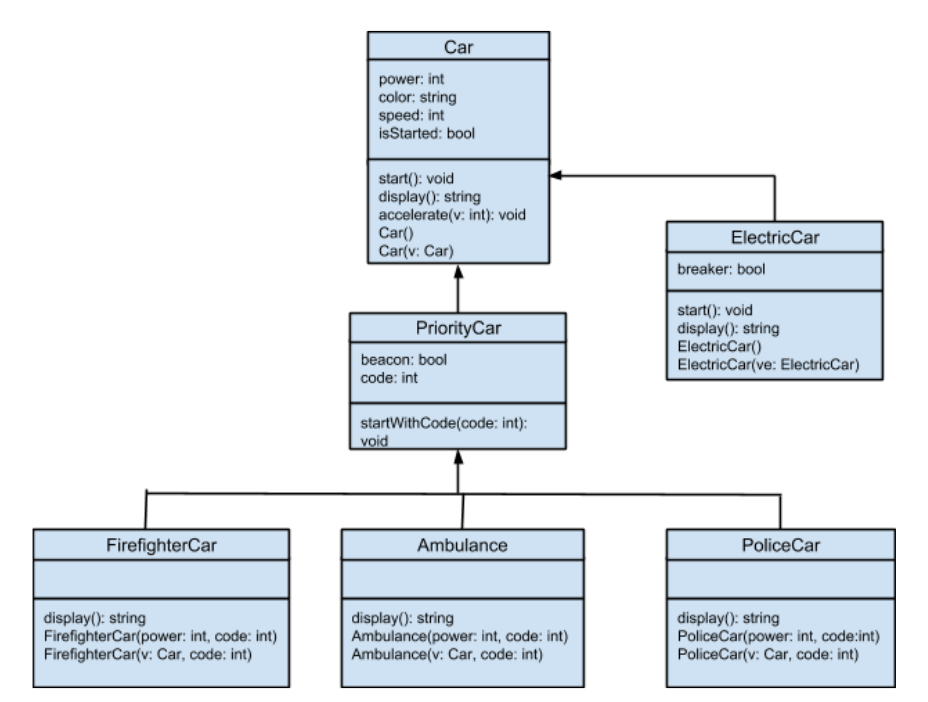 Car
power: int
color: string
speed: int
isStarted: bool
start(): void
display(): string
accelerate(v: int): void
Car()
Car(v: Car)
ElectricCar
breaker: bool
start(): void
display(): string
ElectricCar()
ElectricCar(ve: ElectricCar)
PriorityCar
beacon: bool
code: int
startWithCode(code: int):
void
FirefighterCar
display(): string
FirefighterCar(power: int, code: int)
FirefighterCar(v: Car, code: int)
Ambulance
display(): string
Ambulance(power: int, code: int)
Ambulance(v: Car, code: int)
PoliceCar
display(): string
PoliceCar(power: int, code:int)
PoliceCar(v: Car, code: int)